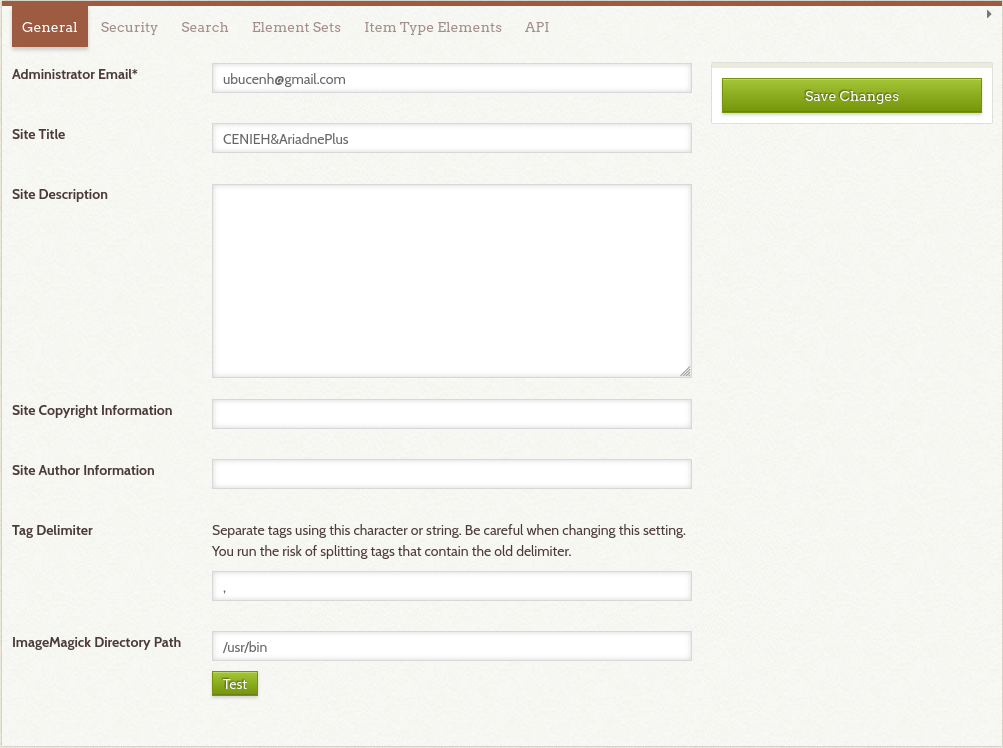 General Security Search Element Sets Item Type Elements API
Administrator Email*
ubucenh@gmail.com
Save Changes
Site Title
CENIEH&AriadnePlus
Site Description
Site Copyright Information
Site Author Information
Tag Delimiter
Separate tags using this character or string. Be careful when changing this setting.
You run the risk of splitting tags that contain the old delimiter.
,
ImageMagick Directory Path
/usr/bin
Test